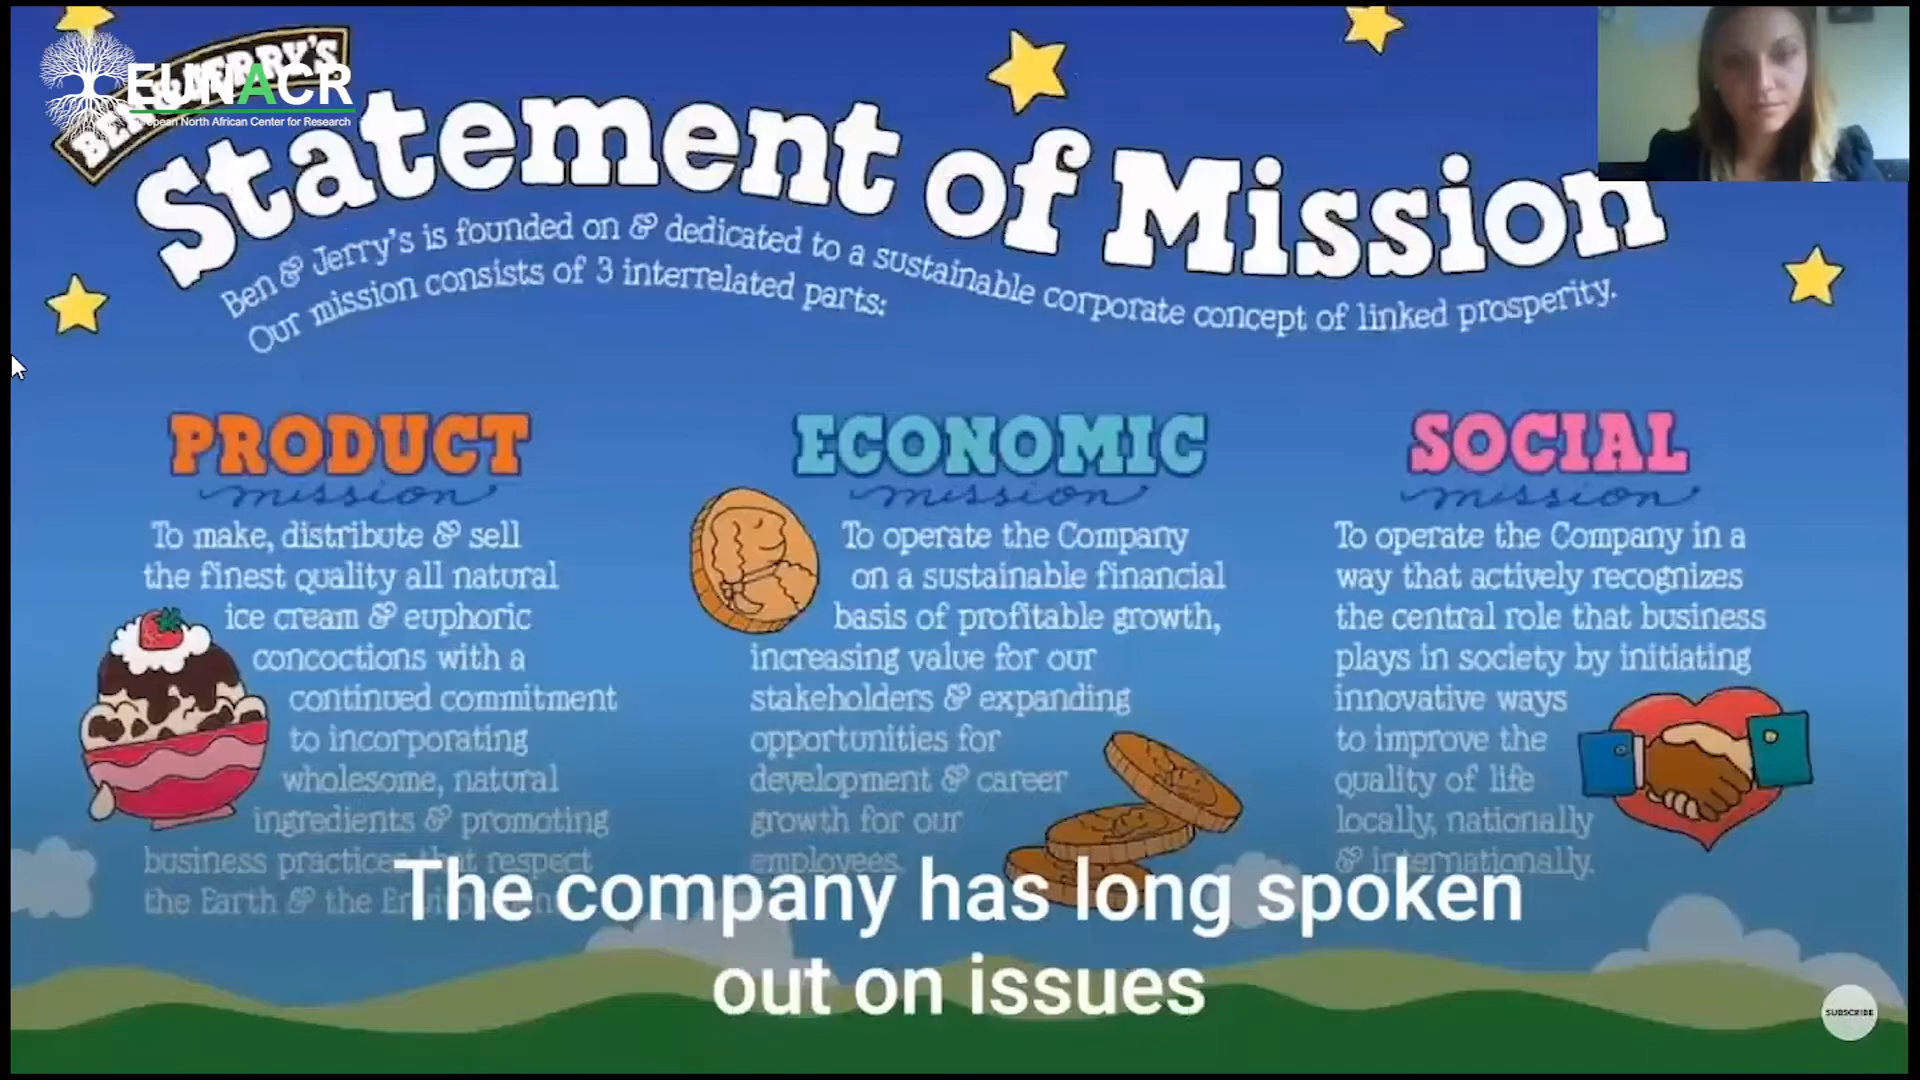 BEN & JERRY'S
EUNACR
European North African Center for Research
Statement of Mission
Ben & Jerry's is founded on & dedicated to a sustainable corporate concept of linked prosperity.
Our mission consists of 3 interrelated parts:
PRODUCT
mission
To make, distribute & sell
the finest quality all natural
ice cream & euphoric
concoctions with a
continued commitment
to incorporating
wholesome, natural
ingredients & promoting
business practices that respect
the Earth & the Environment.
ECONOMIC
mission
To operate the Company
on a sustainable financial
basis of profitable growth,
increasing value for our
stakeholders & expanding
opportunities for
development & career
growth for our
employees.
SOCIAL
mission
To operate the Company in a
way that actively recognizes
the central role that business
plays in society by initiating
innovative ways
to improve the
quality of life
locally, nationally
& internationally.
The company has long spoken
out on issues
SUBSCRIBE